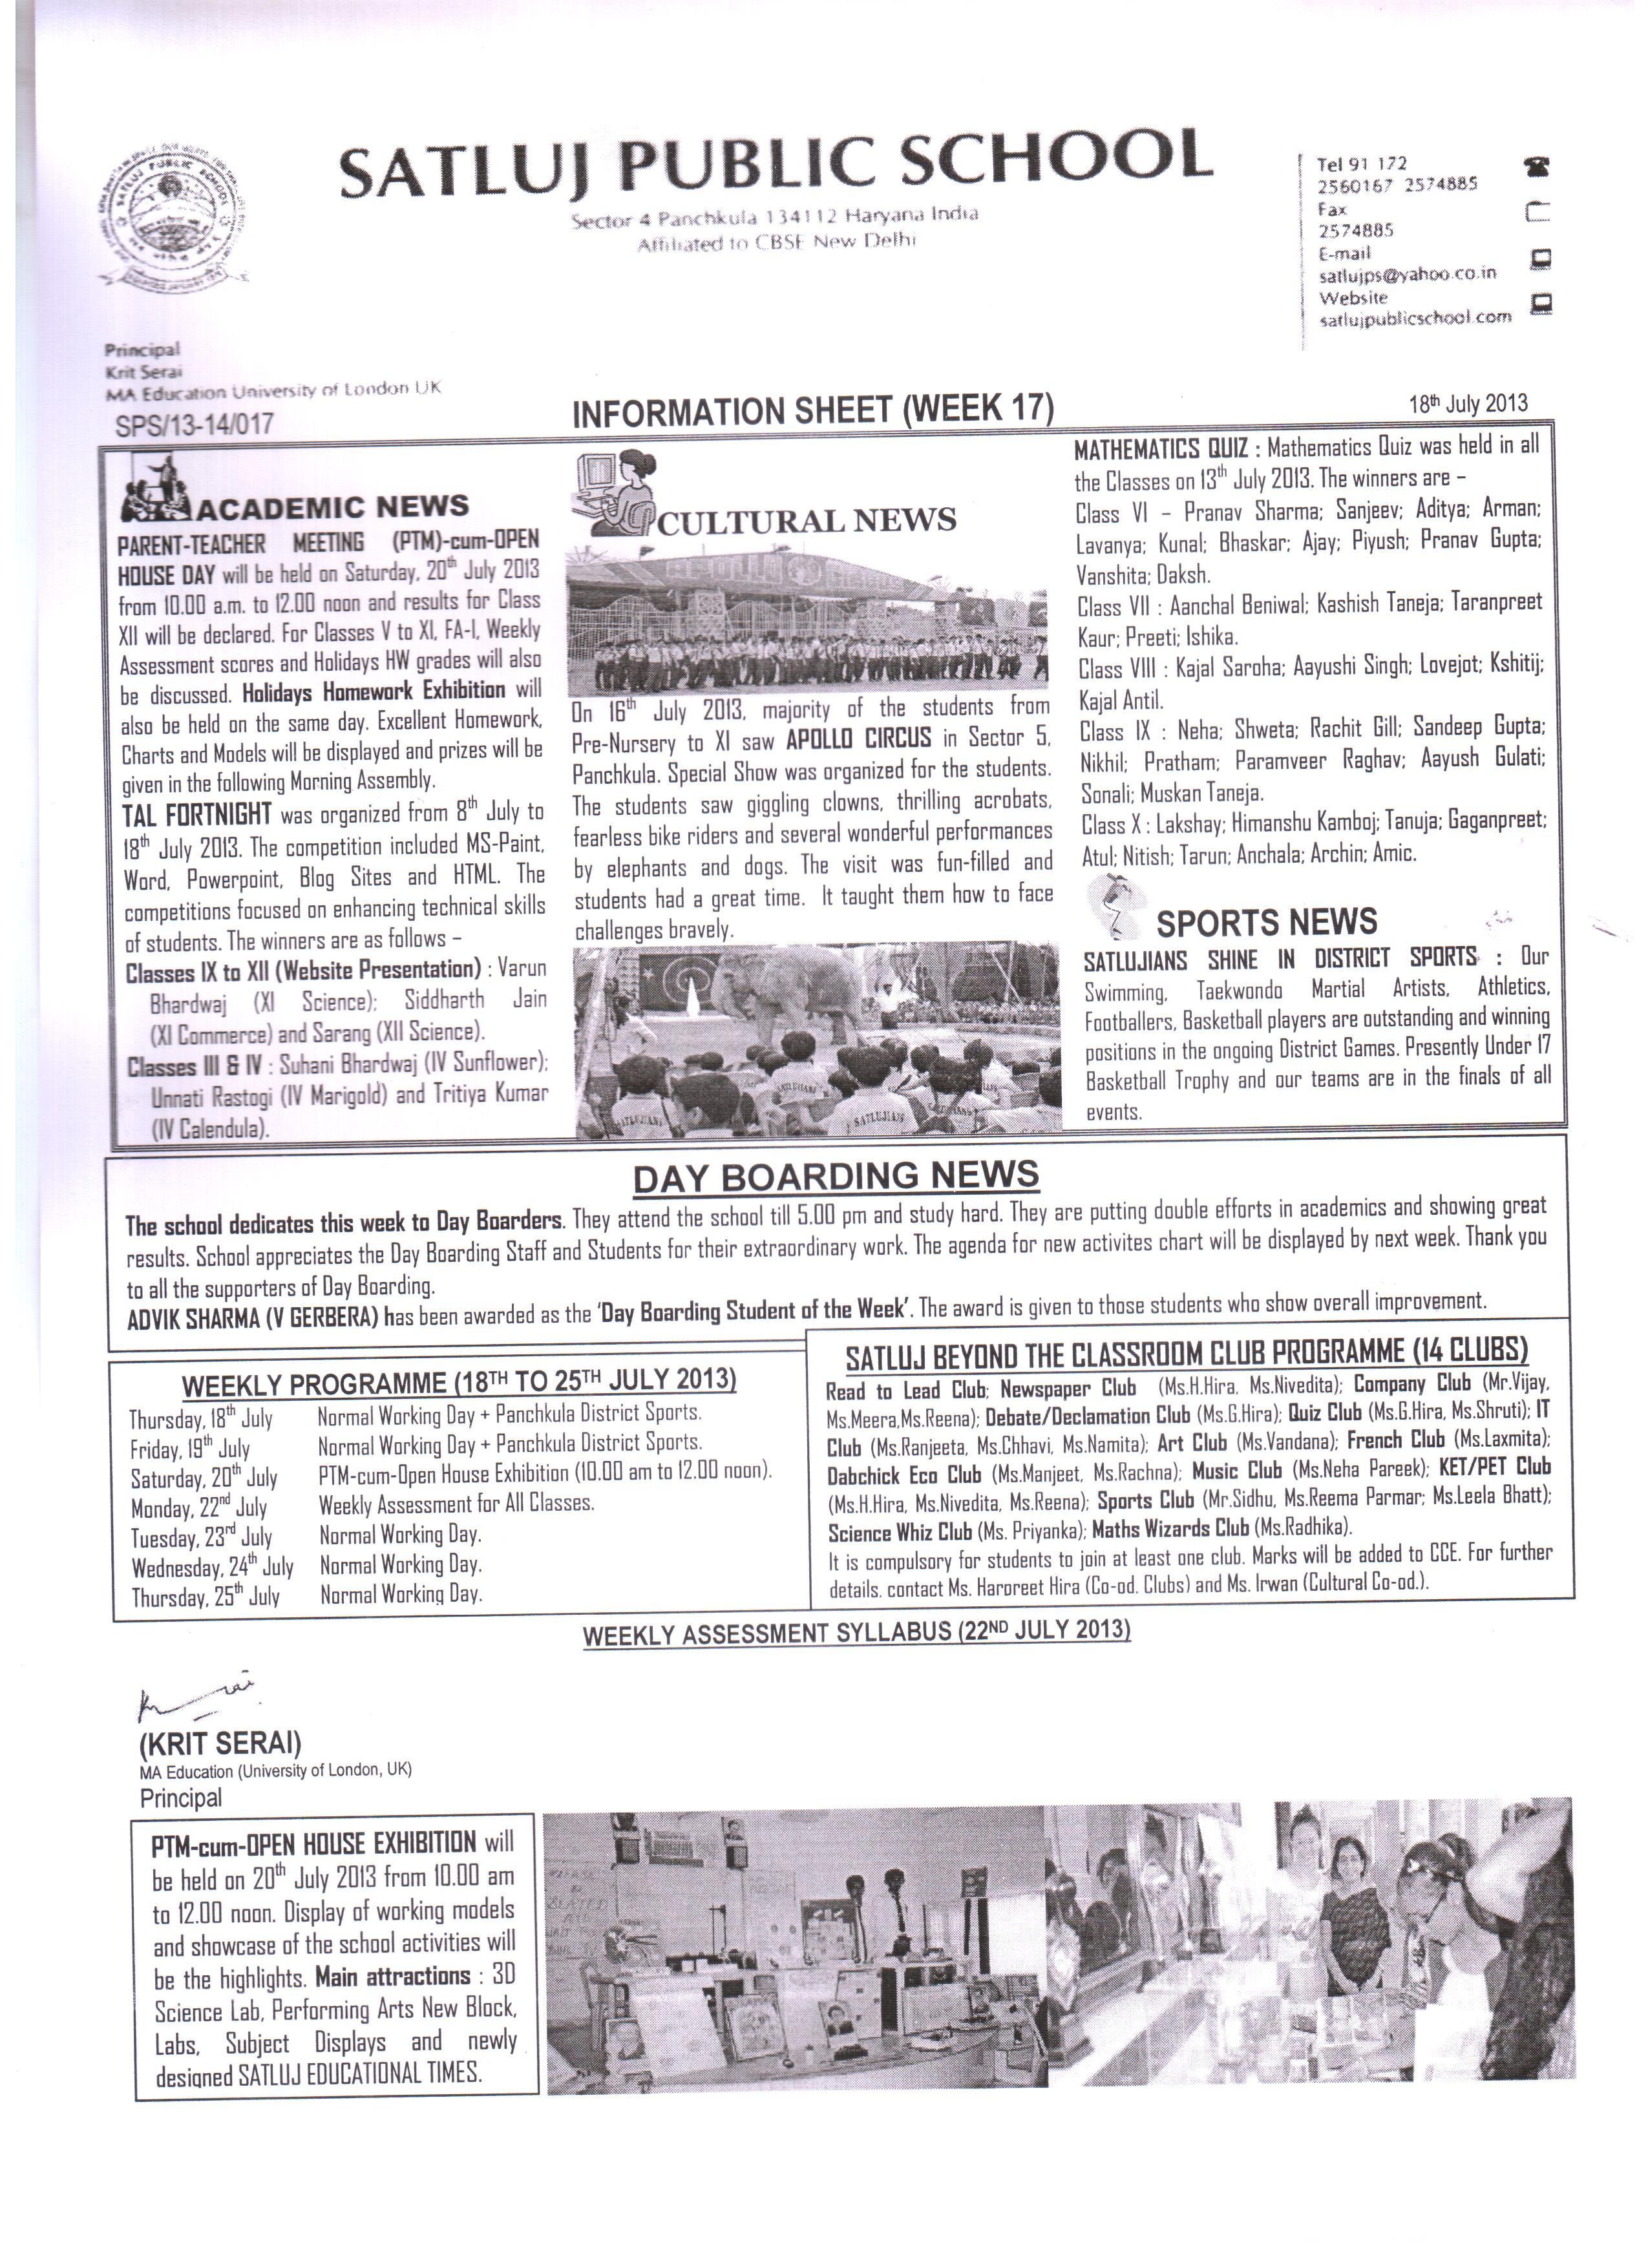 SATLUJ PUBLIC SCHOOL
Sector 4 Panchkula 134112 Haryana India
Affiliated to CBSE New Delhi
Tel 91 172
2560167 2574885
Fax
2574885
E-mail
satlujps@yahoo.co.in
Website
satlujpublicschool.com
SATLUJ PUBLIC SCHOOL
Principal
Krit Serai
MA Education University of London UK
SPS/13-14/017
INFORMATION SHEET (WEEK 17)
18th July 2013
ACADEMIC NEWS
PARENT-TEACHER MEETING (PTM)-cum-OPEN
HOUSE DAY will be held on Saturday, 20th July 2013
from 10.00 a.m. to 12.00 noon and results for Class
XII will be declared. For Classes V to XI, FA-I, Weekly
Assessment scores and Holidays HW grades will also
be discussed. Holidays Homework Exhibition will
also be held on the same day. Excellent Homework,
Charts and Models will be displayed and prizes will be
given in the following Morning Assembly.
TAL FORTNIGHT was organized from 8th July to
18th July 2013. The competition included MS-Paint,
Word, Powerpoint, Blog Sites and HTML. The
competitions focused on enhancing technical skills
of students. The winners are as follows –
Classes IX to XII (Website Presentation) : Varun
Bhardwaj (XI Science); Siddharth Jain
(XI Commerce) and Sarang (XII Science).
Classes III & IV : Suhani Bhardwaj (IV Sunflower);
Unnati Rastogi (IV Marigold) and Tritiya Kumar
(IV Calendula).
CULTURAL NEWS
APOLLO
On 16th July 2013, majority of the students from
Pre-Nursery to XI saw APOLLO CIRCUS in Sector 5,
Panchkula. Special Show was organized for the students.
The students saw giggling clowns, thrilling acrobats,
fearless bike riders and several wonderful performances
by elephants and dogs. The visit was fun-filled and
students had a great time. It taught them how to face
challenges bravely.
SATLUJIANS
SATLUJIANS
SATLUJIANS
MATHEMATICS QUIZ : Mathematics Quiz was held in all
the Classes on 13th July 2013. The winners are –
Class VI – Pranav Sharma; Sanjeev; Aditya; Arman;
Lavanya; Kunal; Bhaskar; Ajay; Piyush; Pranav Gupta;
Vanshita; Daksh.
Class VII : Aanchal Beniwal; Kashish Taneja; Taranpreet
Kaur; Preeti; Ishika.
Class VIII : Kajal Saroha; Aayushi Singh; Lovejot; Kshitij;
Kajal Antil.
Class IX : Neha; Shweta; Rachit Gill; Sandeep Gupta;
Nikhil; Pratham; Paramveer Raghav; Aayush Gulati;
Sonali; Muskan Taneja.
Class X : Lakshay; Himanshu Kamboj; Tanuja; Gaganpreet;
Atul; Nitish; Tarun; Anchala; Archin; Amic.
SPORTS NEWS
SATLUJIANS SHINE IN DISTRICT SPORTS : Our
Swimming, Taekwondo Martial Artists, Athletics,
Footballers, Basketball players are outstanding and winning
positions in the ongoing District Games. Presently Under 17
Basketball Trophy and our teams are in the finals of all
events.
DAY BOARDING NEWS
The school dedicates this week to Day Boarders. They attend the school till 5.00 pm and study hard. They are putting double efforts in academics and showing great
results. School appreciates the Day Boarding Staff and Students for their extraordinary work. The agenda for new activites chart will be displayed by next week. Thank you
to all the supporters of Day Boarding.
ADVIK SHARMA (V GERBERA) has been awarded as the 'Day Boarding Student of the Week'. The award is given to those students who show overall improvement.
WEEKLY PROGRAMME (18TH TO 25TH JULY 2013)
Thursday, 18th July Normal Working Day + Panchkula District Sports.
Friday, 19th July Normal Working Day + Panchkula District Sports.
Saturday, 20th July PTM-cum-Open House Exhibition (10.00 am to 12.00 noon).
Monday, 22nd July Weekly Assessment for All Classes.
Tuesday, 23rd July Normal Working Day.
Wednesday, 24th July Normal Working Day.
Thursday, 25th July Normal Working Day.
SATLUJ BEYOND THE CLASSROOM CLUB PROGRAMME (14 CLUBS)
Read to Lead Club; Newspaper Club (Ms.H.Hira, Ms.Nivedita); Company Club (Mr.Vijay,
Ms.Meera,Ms.Reena); Debate/Declamation Club (Ms.G.Hira); Quiz Club (Ms.G.Hira, Ms.Shruti); IT
Club (Ms.Ranjeeta, Ms.Chhavi, Ms.Namita); Art Club (Ms.Vandana); French Club (Ms.Laxmita);
Dabchick Eco Club (Ms.Manjeet, Ms.Rachna); Music Club (Ms.Neha Pareek); KET/PET Club
(Ms.H.Hira, Ms.Nivedita, Ms.Reena); Sports Club (Mr.Sidhu, Ms.Reema Parmar; Ms.Leela Bhatt);
Science Whiz Club (Ms. Priyanka); Maths Wizards Club (Ms.Radhika).
It is compulsory for students to join at least one club. Marks will be added to CCE. For further
details, contact Ms. Harpreet Hira (Co-od. Clubs) and Ms. Irwan (Cultural Co-od.).
WEEKLY ASSESSMENT SYLLABUS (22ND JULY 2013)
(KRIT SERAI)
MA Education (University of London, UK)
Principal
PTM-cum-OPEN HOUSE EXHIBITION will
be held on 20th July 2013 from 10.00 am
to 12.00 noon. Display of working models
and showcase of the school activities will
be the highlights. Main attractions : 3D
Science Lab, Performing Arts New Block,
Labs, Subject Displays and newly
designed SATLUJ EDUCATIONAL TIMES.